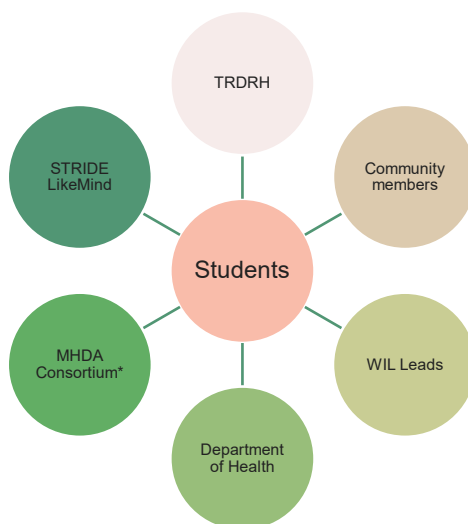 TRDRH
STRIDE
LikeMind
Community
members
Students
MHDA
Consortium*
WIL Leads
Department
of Health